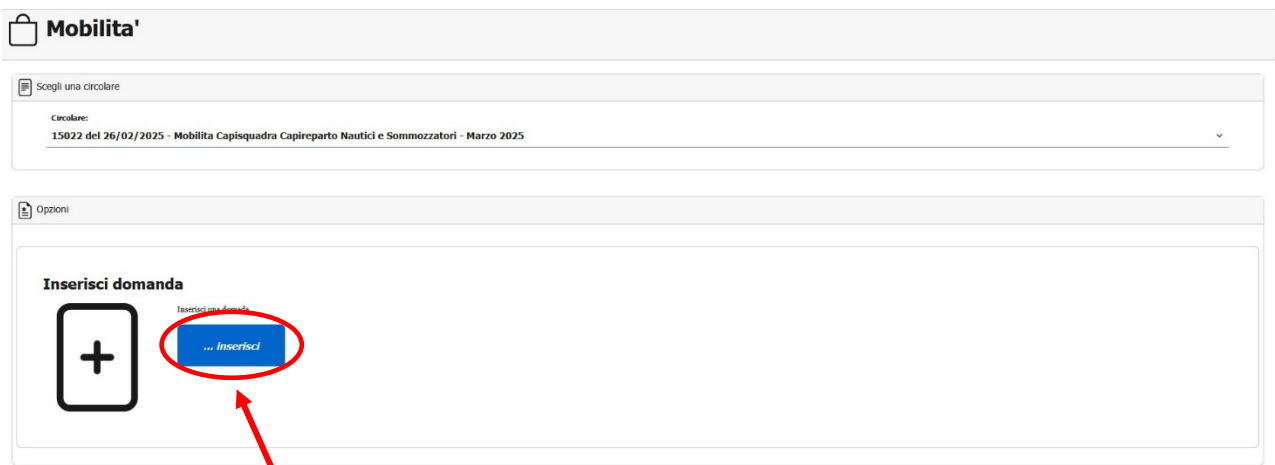 Mobilita'
Scegli una circolare
Circolare:
15022 del 26/02/2025 - Mobilita Capisquadra Capireparto Nautici e Sommozzatori - Marzo 2025
Opzioni
Inserisci domanda
Inserisci una domada
... inserisci